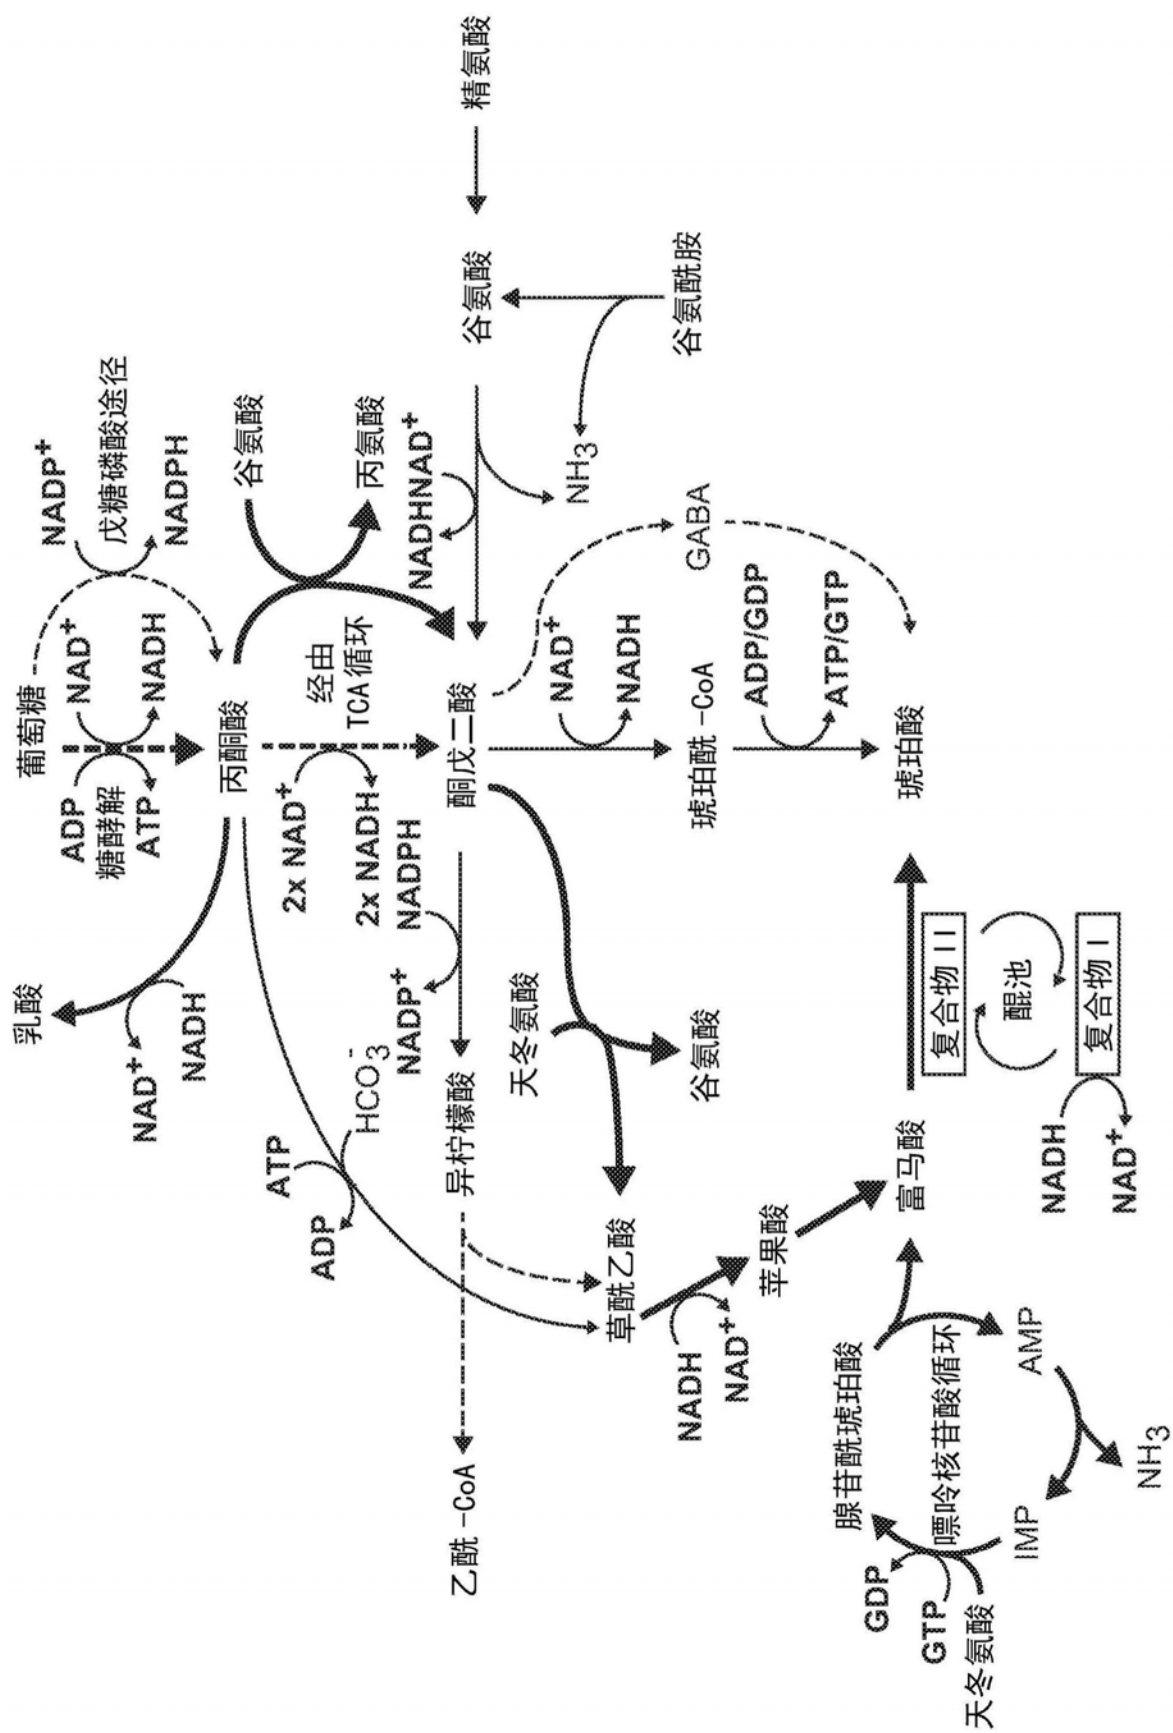 葡萄糖
NADP+
戊糖磷酸途径
NADPH
NAD+
NADH
ADP
糖酵解
ATP
乳酸
NAD+
NADH
丙酮酸
谷氨酸
丙氨酸
经由
TCA循环
2x NAD+
2x NADH
NADHNAD+
精氨酸
谷氨酸
谷氨酰胺
NH3
酮戊二酸
NADPH
NADP+
异柠檬酸
乙酰-CoA
ATP
ADP
HCO3-
天冬氨酸
谷氨酸
草酰乙酸
NADH
NAD+
苹果酸
NAD+
NADH
GABA
琥珀酰-CoA
ADP/GDP
ATP/GTP
琥珀酸
富马酸
复合物 II
醌池
复合物 I
NADH
NAD+
腺苷酰琥珀酸
嘌呤核苷酸循环
AMP
IMP
NH3
GDP
GTP
天冬氨酸